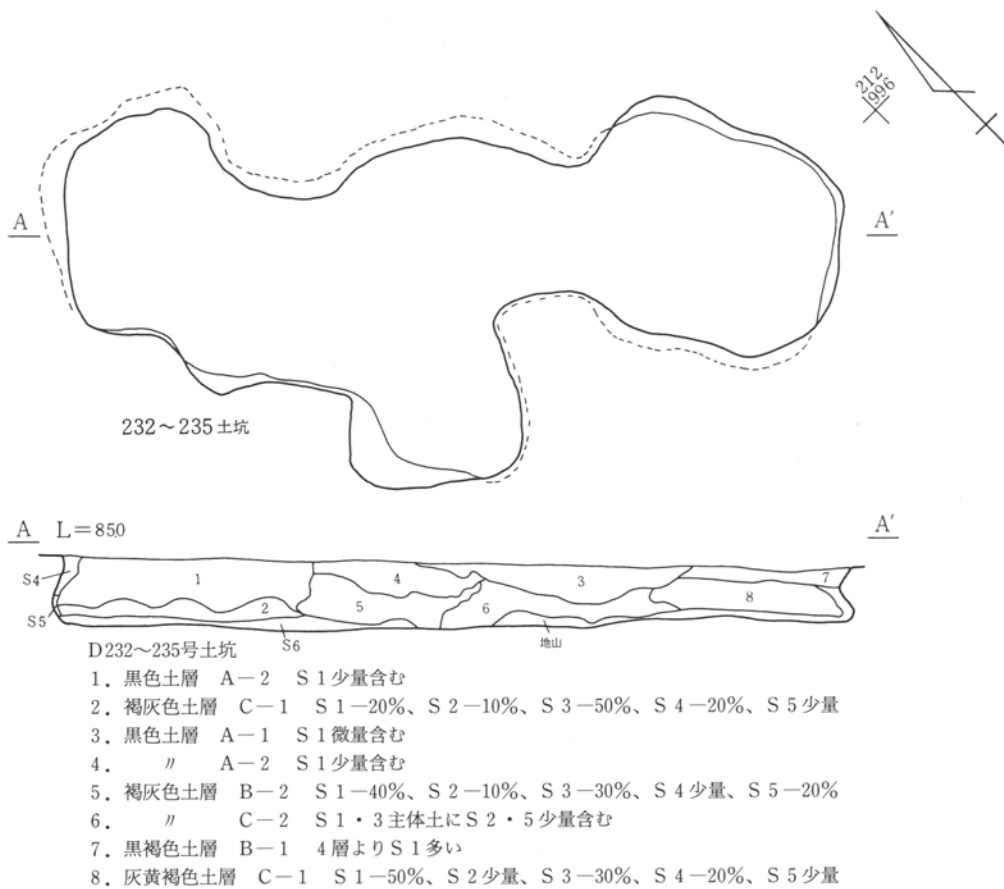 212
996
A A′
232～235土坑
A L＝850 A′
S4
1
4
3
7
S5
2
5
6
8
S6
地山
D232～235号土坑
1．黒色土層 A－2 S1少量含む
2．褐灰色土層 C－1 S1－20%、S2－10%、S3－50%、S4－20%、S5少量
3．黒色土層 A－1 S1微量含む
4．〃 A－2 S1少量含む
5．褐灰色土層 B－2 S1－40%、S2－10%、S3－30%、S4少量、S5－20%
6．〃 C－2 S1・3主体土にS2・5少量含む
7．黒褐色土層 B－1 4層よりS1多い
8．灰黄褐色土層 C－1 S1－50%、S2少量、S3－30%、S4－20%、S5少量